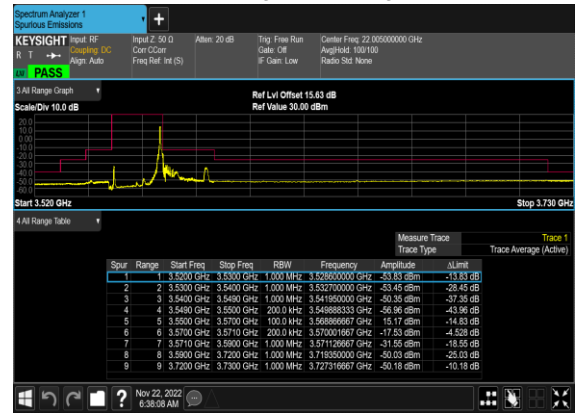 Spectrum Analyzer 1
Spurious Emissions
KEYSIGHT Input: RF Input Z: 50 Ω Atten: 20 dB Trig: Free Run Center Freq: 22.005000000 GHz
R T Coupling: DC Corr CCorr Gate: Off Avg|Hold: 100/100
Align: Auto Freq Ref: Int (S) IF Gain: Low Radio Std: None
PASS
3 All Range Graph
Ref Lvl Offset 15.63 dB
Scale/Div 10.0 dB Ref Value 30.00 dBm
20.0
10.0
0.00
-10.0
-20.0
-30.0
-40.0
-50.0
-60.0
Start 3.520 GHz Stop 3.730 GHz
4 All Range Table
Measure Trace Trace 1
Trace Type Trace Average (Active)
Spur Range Start Freq Stop Freq RBW Frequency Amplitude ΔLimit
1 1 3.5200 GHz 3.5300 GHz 1.000 MHz 3.528600000 GHz -53.83 dBm -13.83 dB
2 2 3.5300 GHz 3.5400 GHz 1.000 MHz 3.532700000 GHz -53.45 dBm -28.45 dB
3 3 3.5400 GHz 3.5490 GHz 1.000 MHz 3.541950000 GHz -50.35 dBm -37.35 dB
4 4 3.5490 GHz 3.5500 GHz 200.0 kHz 3.549888333 GHz -56.96 dBm -43.96 dB
5 5 3.5500 GHz 3.5700 GHz 100.0 kHz 3.568866667 GHz 15.17 dBm -14.83 dB
6 6 3.5700 GHz 3.5710 GHz 200.0 kHz 3.570001667 GHz -17.53 dBm -4.528 dB
7 7 3.5710 GHz 3.5900 GHz 1.000 MHz 3.571126667 GHz -31.55 dBm -18.55 dB
8 8 3.5900 GHz 3.7200 GHz 1.000 MHz 3.719350000 GHz -50.03 dBm -25.03 dB
9 9 3.7200 GHz 3.7300 GHz 1.000 MHz 3.727316667 GHz -50.18 dBm -10.18 dB
Nov 22, 2022
6:38:08 AM